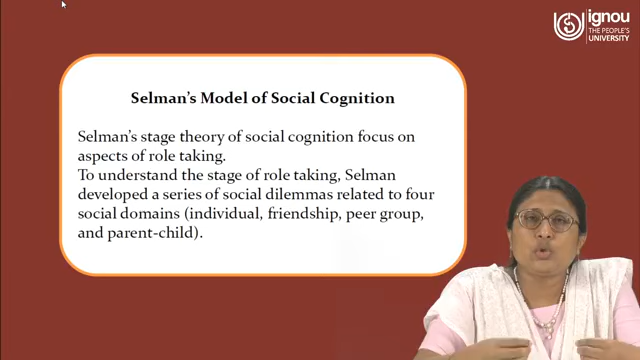 ignou
THE PEOPLE'S
UNIVERSITY
Selman's Model of Social Cognition
Selman's stage theory of social cognition focus on
aspects of role taking.
To understand the stage of role taking, Selman
developed a series of social dilemmas related to four
social domains (individual, friendship, peer group,
and parent-child).